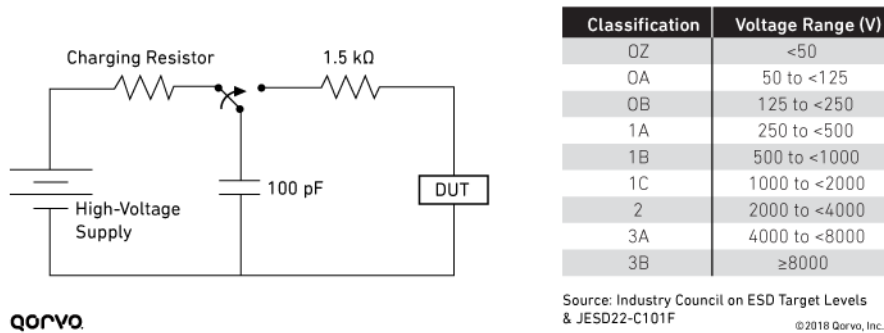 Charging Resistor
1.5 kΩ
100 pF
DUT
High-Voltage
Supply
Qorvo
Classification Voltage Range (V)
0Z <50
0A 50 to <125
0B 125 to <250
1A 250 to <500
1B 500 to <1000
1C 1000 to <2000
2 2000 to <4000
3A 4000 to <8000
3B ≥8000
Source: Industry Council on ESD Target Levels
& JESD22-C101F
©2018 Qorvo, Inc.